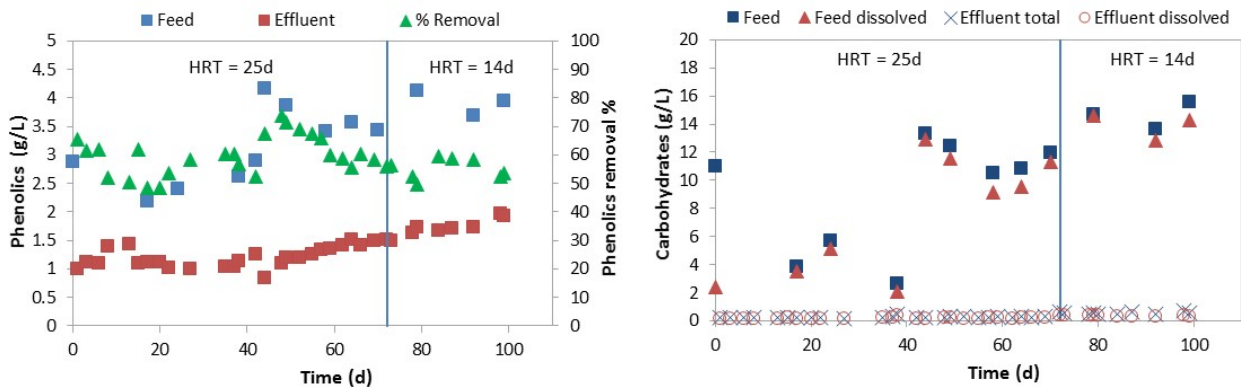 Feed Effluent % Removal
5 100
4.5 90
4 80
3.5 70
3 60
2.5 50
2 40
1.5 30
1 20
0.5 10
0 0
HRT = 25d HRT = 14d
Phenolics (g/L)
Phenolics removal %
0 20 40 60 80 100
Time (d)
Feed Feed dissolved Effluent total Effluent dissolved
20
18
16
14
12
10
8
6
4
2
0
HRT = 25d HRT = 14d
Carbohydrates (g/L)
0 20 40 60 80 100
Time (d)